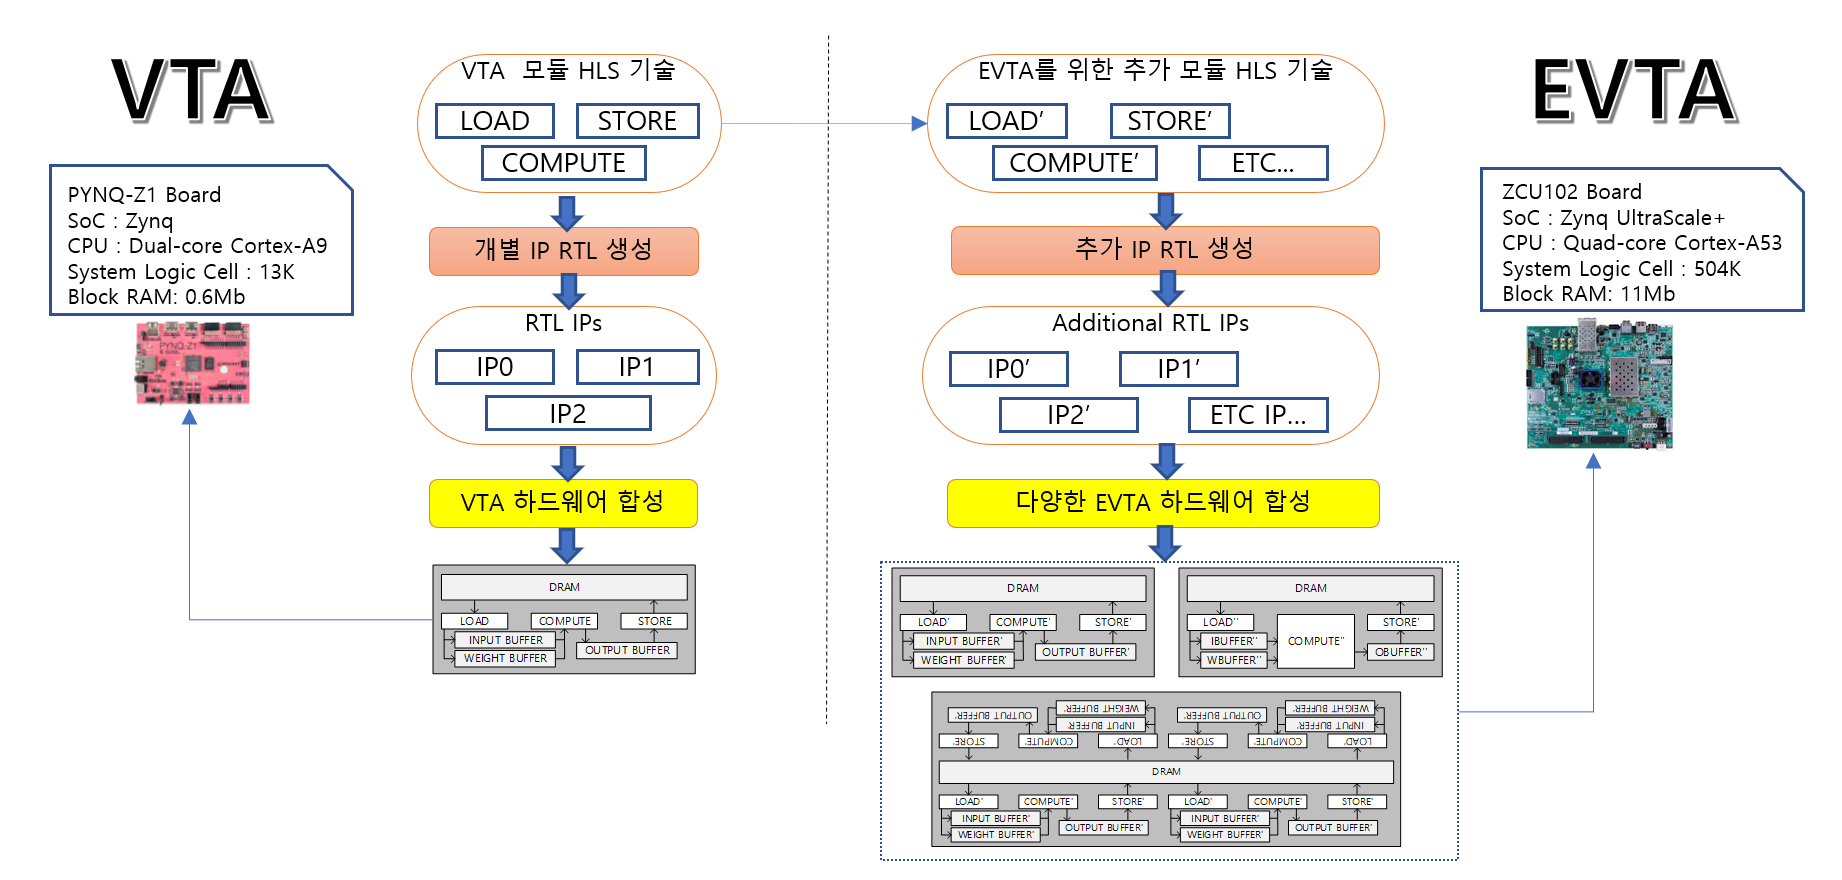 VTA
PYNQ-Z1 Board
SoC : Zynq
CPU : Dual-core Cortex-A9
System Logic Cell : 13K
Block RAM: 0.6Mb
PYNQ-Z1
VTA 모듈 HLS 기술
LOAD
STORE
COMPUTE
개별 IP RTL 생성
RTL IPs
IP0
IP1
IP2
VTA 하드웨어 합성
DRAM
LOAD
COMPUTE
STORE
INPUT BUFFER
WEIGHT BUFFER
OUTPUT BUFFER
EVTA를 위한 추가 모듈 HLS 기술
LOAD’
STORE’
COMPUTE’
ETC...
추가 IP RTL 생성
Additional RTL IPs
IP0’
IP1’
IP2’
ETC IP...
다양한 EVTA 하드웨어 합성
DRAM
LOAD’
COMPUTE’
STORE’
INPUT BUFFER’
WEIGHT BUFFER’
OUTPUT BUFFER’
DRAM
LOAD’’
COMPUTE’’
STORE’
IBUFFER’’
WBUFFER’’
OBUFFER’’
WEIGHT BUFFER’
WEIGHT BUFFER’
OUTPUT BUFFER’
INPUT BUFFER’
OUTPUT BUFFER’
INPUT BUFFER’
STORE’
COMPUTE’
LOAD’
STORE’
COMPUTE’
LOAD’
DRAM
LOAD’
COMPUTE’
STORE’
LOAD’
COMPUTE’
STORE’
INPUT BUFFER’
WEIGHT BUFFER’
OUTPUT BUFFER’
INPUT BUFFER’
WEIGHT BUFFER’
OUTPUT BUFFER’
EVTA
ZCU102 Board
SoC : Zynq UltraScale+
CPU : Quad-core Cortex-A53
System Logic Cell : 504K
Block RAM: 11Mb